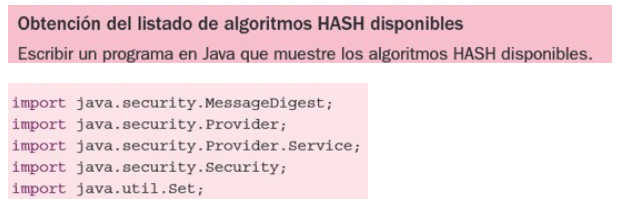 Obtención del listado de algoritmos HASH disponibles
Escribir un programa en Java que muestre los algoritmos HASH disponibles.
import java.security.MessageDigest;
import java.security.Provider;
import java.security.Provider.Service;
import java.security.Security;
import java.util.Set;